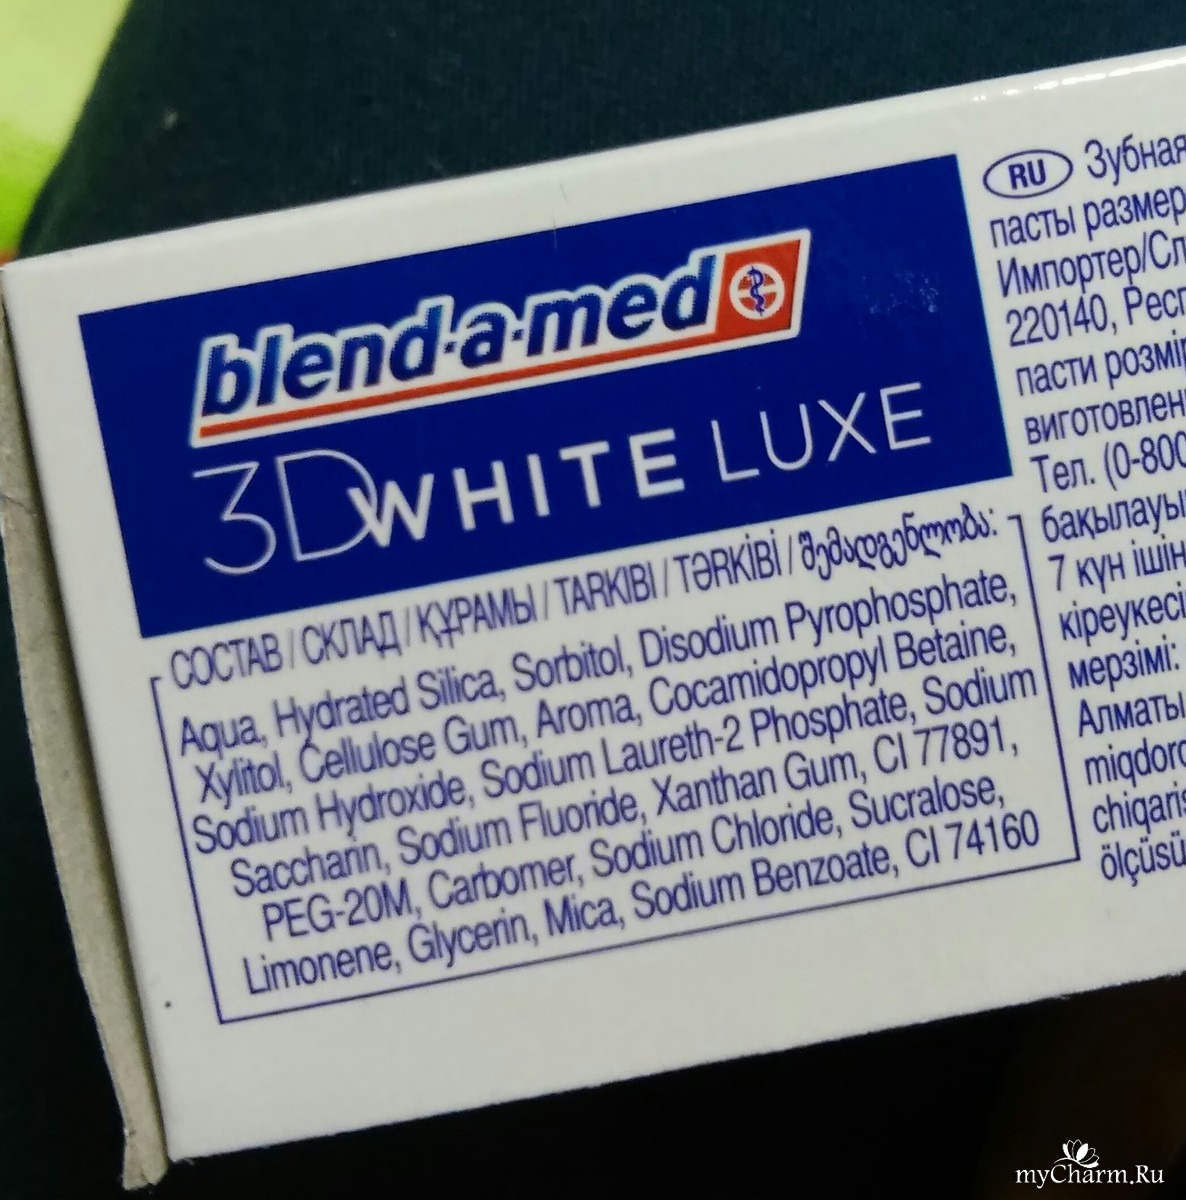 blend-a-med
3DWHITE LUXE
СОСТАВ / СКЛАД / ҚҰРАМЫ / TARKIBI / TƏRKİBİ / შემადგენლობა:
Aqua, Hydrated Silica, Sorbitol, Disodium Pyrophosphate,
Xylitol, Cellulose Gum, Aroma, Cocamidopropyl Betaine,
Sodium Hydroxide, Sodium Laureth-2 Phosphate, Sodium
Saccharin, Sodium Fluoride, Xanthan Gum, CI 77891,
PEG-20M, Carbomer, Sodium Chloride, Sucralose,
Limonene, Glycerin, Mica, Sodium Benzoate, CI 74160
RU Зубная
пасты размер
Импортер/Сл
220140, Респ
пасти розмір
виготовлен
Тел. (0-800
бақылауы
7 күн ішін
кіреукесі
мерзімі:
Алматы
miqdoro
chiqaris
ölçüsü
myCharm.Ru